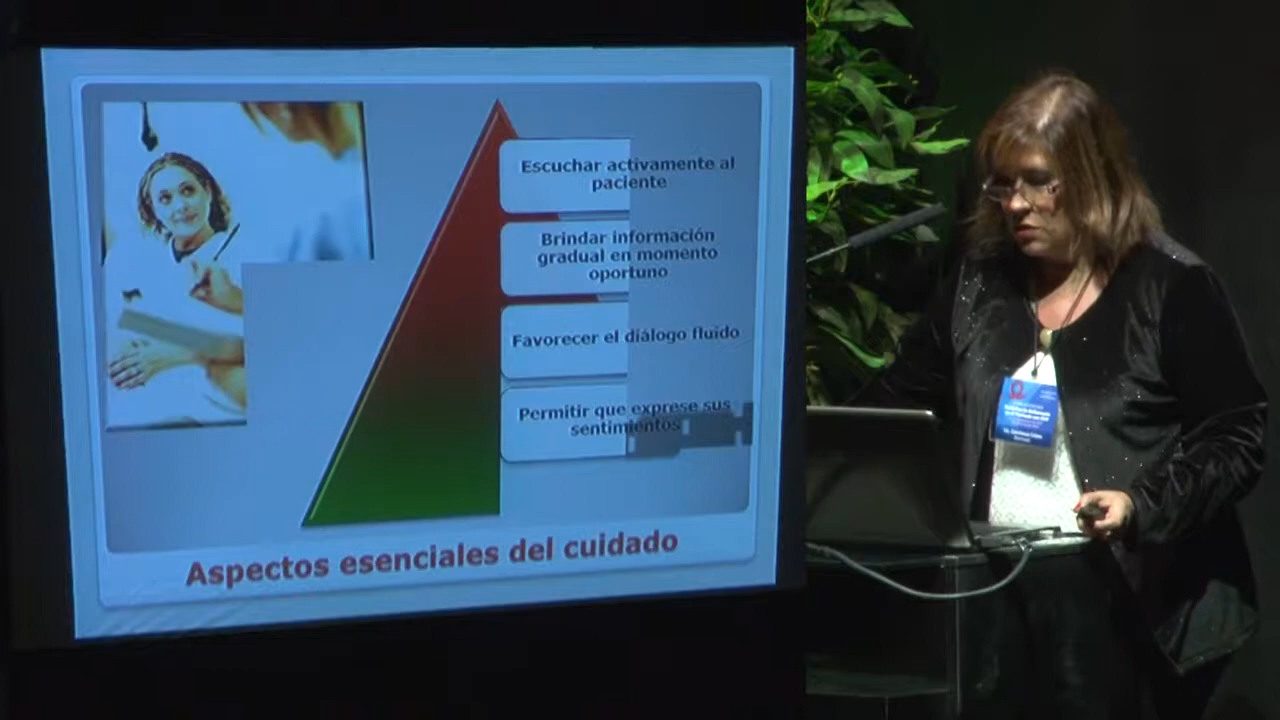 Escuchar activamente al
paciente
Brindar información
gradual en momento
oportuno
Favorecer el diálogo fluido
Permitir que exprese sus
sentimientos
Aspectos esenciales del cuidado